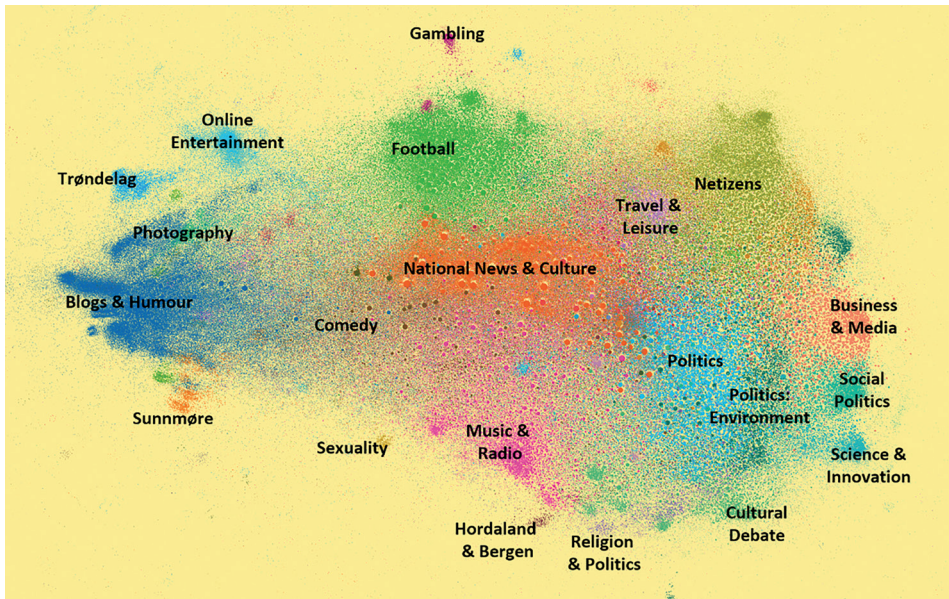 Gambling
Online
Entertainment
Football
Trøndelag
Netizens
Travel &
Leisure
Photography
National News & Culture
Blogs & Humour
Business
& Media
Comedy
Politics
Social
Politics
Politics:
Environment
Sunnmøre
Music &
Radio
Sexuality
Science &
Innovation
Cultural
Debate
Hordaland
& Bergen
Religion
& Politics